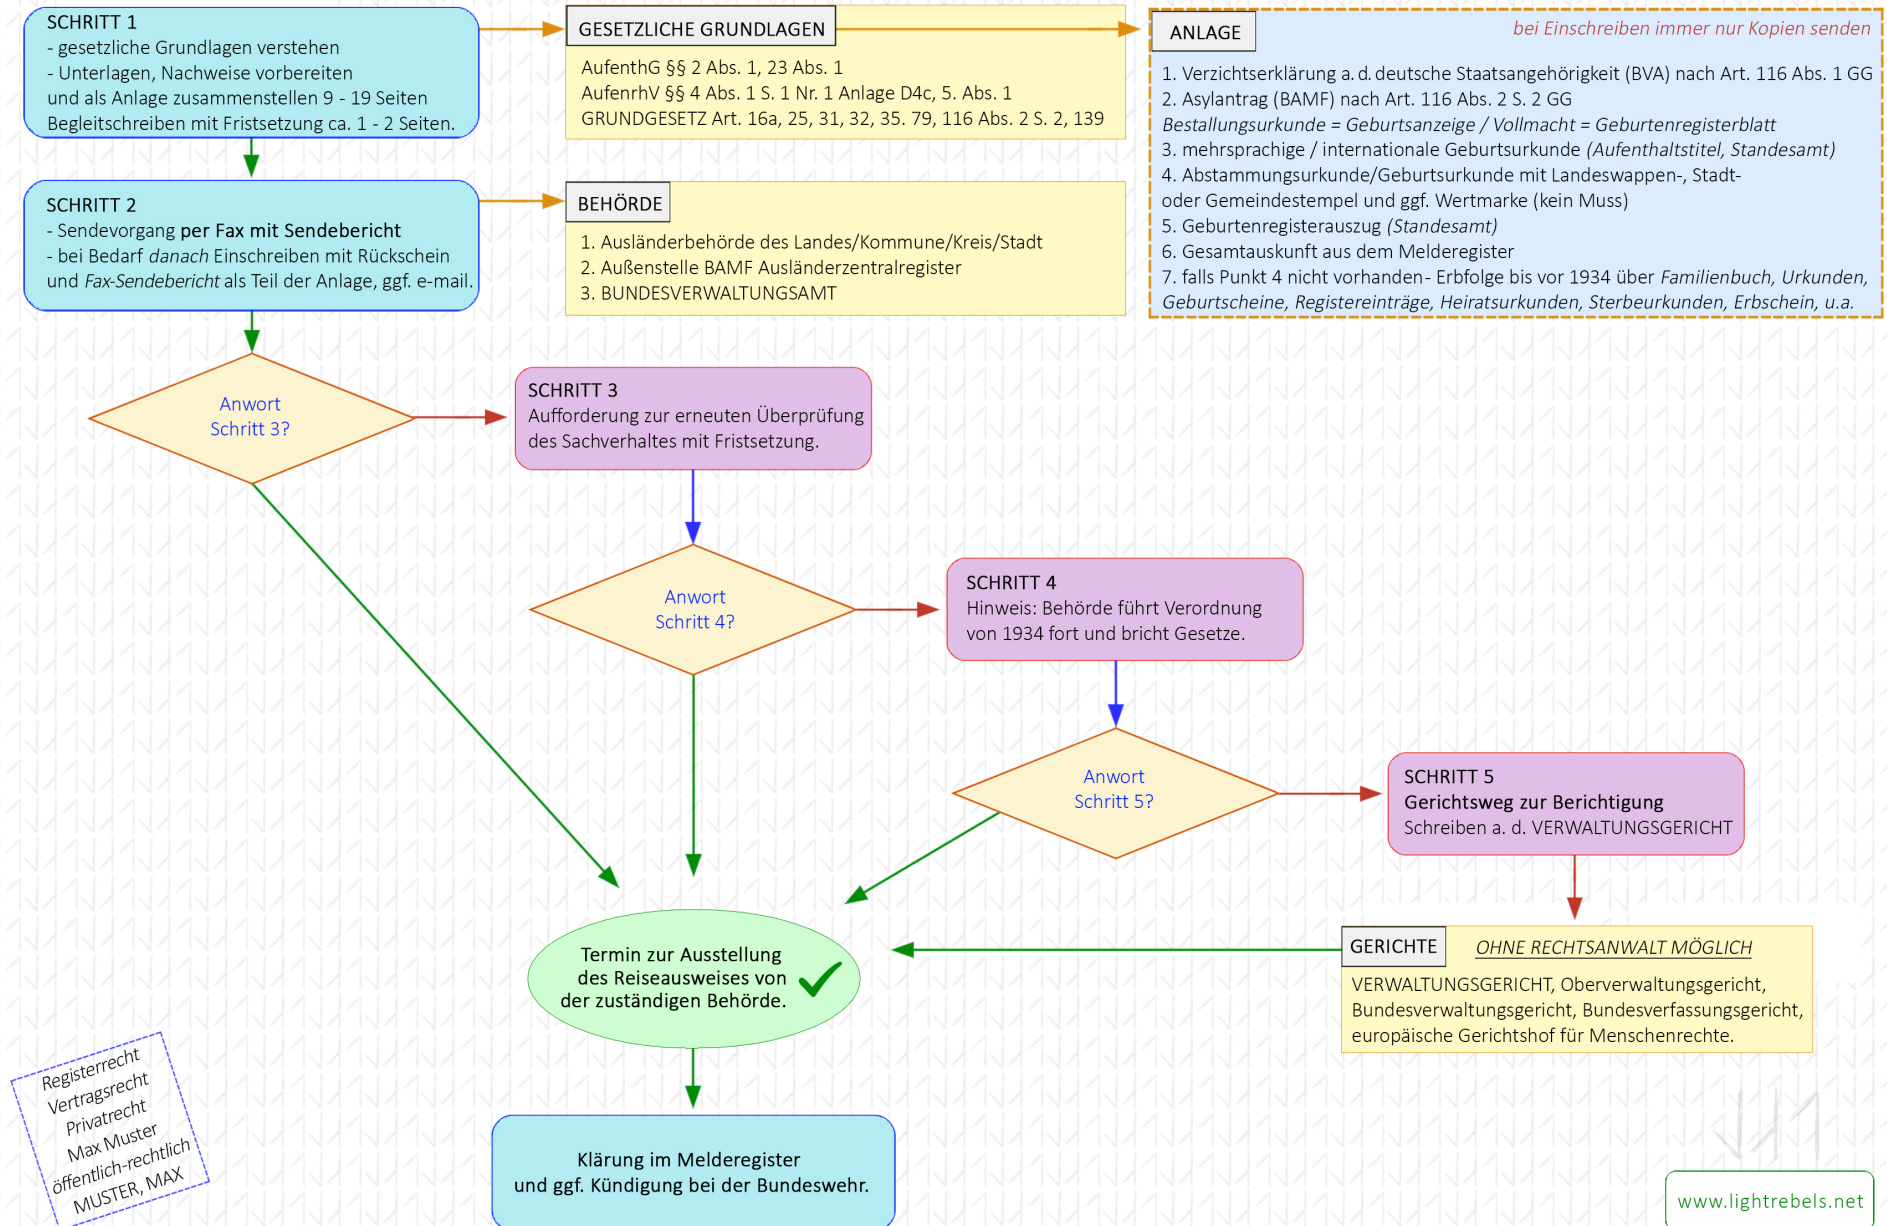 SCHRITT 1
- gesetzliche Grundlagen verstehen
- Unterlagen, Nachweise vorbereiten
und als Anlage zusammenstellen 9 - 19 Seiten
Begleitschreiben mit Fristsetzung ca. 1 - 2 Seiten.
GESETZLICHE GRUNDLAGEN
AufenthG §§ 2 Abs. 1, 23 Abs. 1
AufenrhV §§ 4 Abs. 1 S. 1 Nr. 1 Anlage D4c, 5. Abs. 1
GRUNDGESETZ Art. 16a, 25, 31, 32, 35. 79, 116 Abs. 2 S. 2, 139
ANLAGE
bei Einschreiben immer nur Kopien senden
1. Verzichtserklärung a. d. deutsche Staatsangehörigkeit (BVA) nach Art. 116 Abs. 1 GG
2. Asylantrag (BAMF) nach Art. 116 Abs. 2 S. 2 GG
Bestallungsurkunde = Geburtsanzeige / Vollmacht = Geburtenregisterblatt
3. mehrsprachige / internationale Geburtsurkunde (Aufenthaltstitel, Standesamt)
4. Abstammungsurkunde/Geburtsurkunde mit Landeswappen-, Stadt-
oder Gemeindestempel und ggf. Wertmarke (kein Muss)
5. Geburtenregisterauszug (Standesamt)
6. Gesamtauskunft aus dem Melderegister
7. falls Punkt 4 nicht vorhanden - Erbfolge bis vor 1934 über Familienbuch, Urkunden,
Geburtscheine, Registereinträge, Heiratsurkunden, Sterbeurkunden, Erbschein, u.a.
SCHRITT 2
- Sendevorgang per Fax mit Sendebericht
- bei Bedarf danach Einschreiben mit Rückschein
und Fax-Sendebericht als Teil der Anlage, ggf. e-mail.
BEHÖRDE
1. Ausländerbehörde des Landes/Kommune/Kreis/Stadt
2. Außenstelle BAMF Ausländerzentralregister
3. BUNDESVERWALTUNGSAMT
Anwort
Schritt 3?
SCHRITT 3
Aufforderung zur erneuten Überprüfung
des Sachverhaltes mit Fristsetzung.
Anwort
Schritt 4?
SCHRITT 4
Hinweis: Behörde führt Verordnung
von 1934 fort und bricht Gesetze.
Anwort
Schritt 5?
SCHRITT 5
Gerichtsweg zur Berichtigung
Schreiben a. d. VERWALTUNGSGERICHT
GERICHTE
OHNE RECHTSANWALT MÖGLICH
VERWALTUNGSGERICHT, Oberverwaltungsgericht,
Bundesverwaltungsgericht, Bundesverfassungsgericht,
europäische Gerichtshof für Menschenrechte.
Termin zur Ausstellung
des Reiseausweises von
der zuständigen Behörde.
Klärung im Melderegister
und ggf. Kündigung bei der Bundeswehr.
Registerrecht
Vertragsrecht
Privatrecht
Max Muster
öffentlich-rechtlich
MUSTER, MAX
www.lightrebels.net